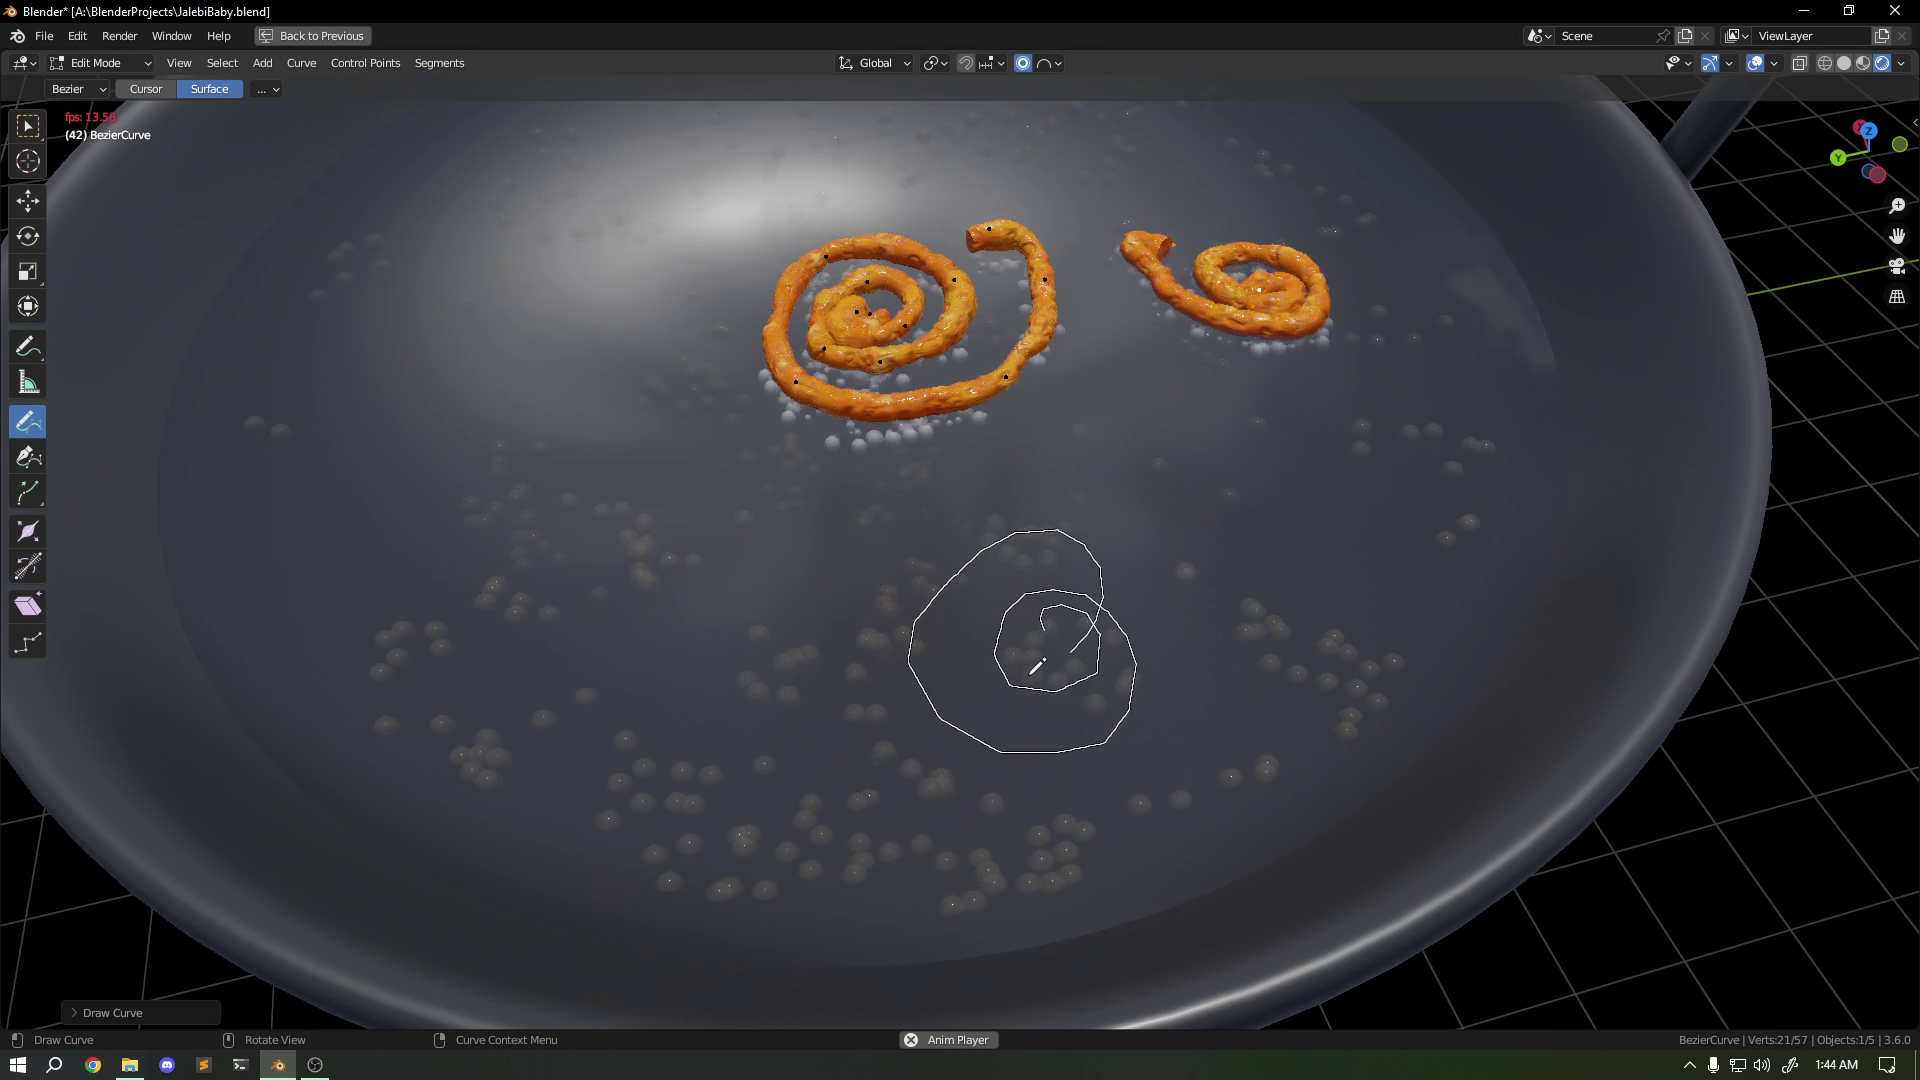 Blender* [A:\BlenderProjects\JalebiBaby.blend]
File Edit Render Window Help Back to Previous Scene ViewLayer
Edit Mode View Select Add Curve Control Points Segments Global
Bezier Cursor Surface ...
fps: 13.58
(42) BezierCurve
Z
Y
Draw Curve
Draw Curve Rotate View Curve Context Menu Anim Player BezierCurve | Verts:21/57 | Objects:1/5 | 3.6.0
1:44 AM